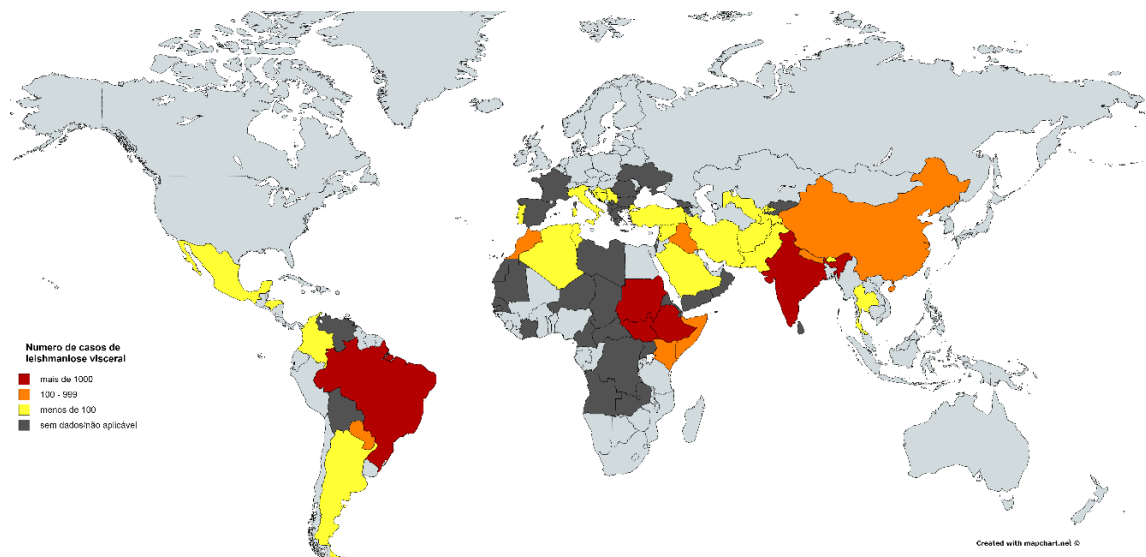 Numero de casos de
leishmaniose visceral
mais de 1000
100 - 999
menos de 100
sem dados/não aplicável
Created with mapchart.net ©